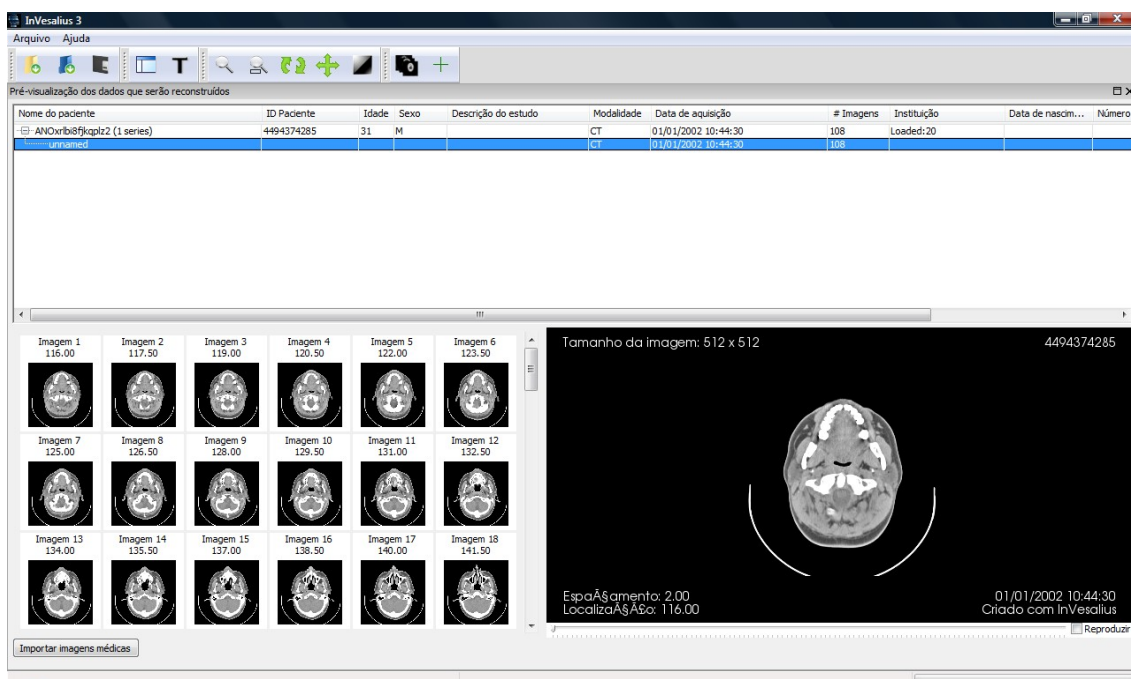 InVesalius 3
Arquivo Ajuda
T
Pré-visualização dos dados que serão reconstruídos
Nome do paciente ID Paciente Idade Sexo Descrição do estudo Modalidade Data de aquisição # Imagens Instituição Data de nascim... Número
ANOxrlbi8fjkqplz2 (1 series) 4494374285 31 M CT 01/01/2002 10:44:30 108 Loaded:20
unnamed CT 01/01/2002 10:44:30 108
Imagem 1 Imagem 2 Imagem 3 Imagem 4 Imagem 5 Imagem 6
116.00 117.50 119.00 120.50 122.00 123.50
Imagem 7 Imagem 8 Imagem 9 Imagem 10 Imagem 11 Imagem 12
125.00 126.50 128.00 129.50 131.00 132.50
Imagem 13 Imagem 14 Imagem 15 Imagem 16 Imagem 17 Imagem 18
134.00 135.50 137.00 138.50 140.00 141.50
Tamanho da imagem: 512 x 512 4494374285
EspaÃ§amento: 2.00 01/01/2002 10:44:30
LocalizaÃ§Ã£o: 116.00 Criado com InVesalius
Reproduzir
Importar imagens médicas